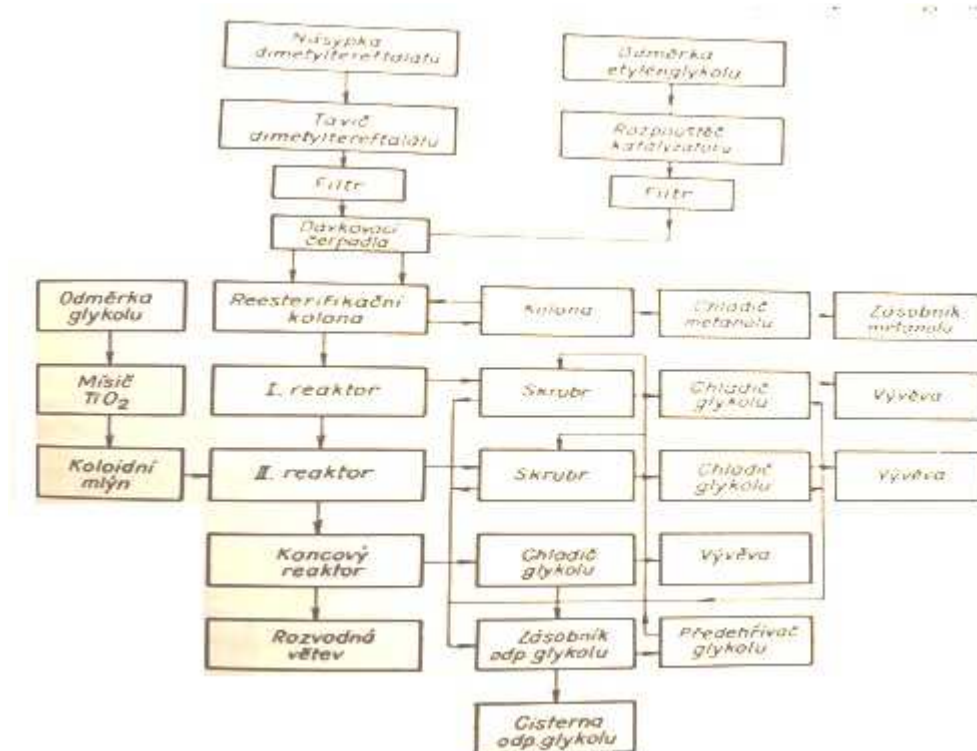 Násypka
dimetyltereftalátu
Odměrka
etylénglykolu
Tavič
dimetyltereftalátu
Rozpouštěč
katalyzátoru
Filtr
Filtr
Dávkovací
čerpadla
Odměrka
glykolu
Reesterifikační
kolona
Kolona
Chladič
metanolu
Zásobník
metanolu
Mísič
TiO2
I. reaktor
Skrubr
Chladič
glykolu
Vývěva
Koloidní
mlýn
II. reaktor
Skrubr
Chladič
glykolu
Vývěva
Koncový
reaktor
Chladič
glykolu
Vývěva
Rozvodná
větev
Zásobník
odp. glykolu
Předehřívač
glykolu
Cisterna
odp. glykolu